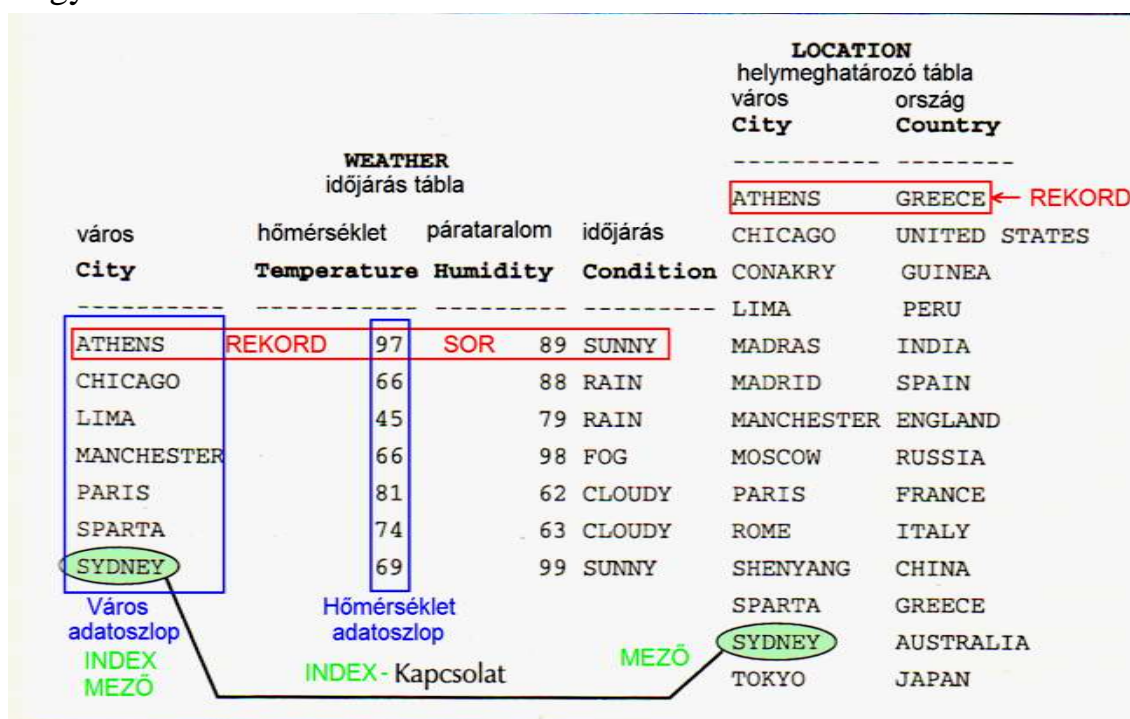 LOCATION
helymeghatározó tábla
város ország
City Country
---------- --------
ATHENS GREECE ← REKORD
CHICAGO UNITED STATES
CONAKRY GUINEA
LIMA PERU
MADRAS INDIA
MADRID SPAIN
MANCHESTER ENGLAND
MOSCOW RUSSIA
PARIS FRANCE
ROME ITALY
SHENYANG CHINA
SPARTA GREECE
SYDNEY AUSTRALIA
TOKYO JAPAN
MEZŐ
WEATHER
időjárás tábla
város hőmérséklet párataralom időjárás
City Temperature Humidity Condition
---------- ------------ --------- ---------
ATHENS REKORD 97 SOR 89 SUNNY
CHICAGO 66 88 RAIN
LIMA 45 79 RAIN
MANCHESTER 66 98 FOG
PARIS 81 62 CLOUDY
SPARTA 74 63 CLOUDY
SYDNEY 69 99 SUNNY
Város
adatoszlop
INDEX
MEZŐ
Hőmérséklet
adatoszlop
INDEX - Kapcsolat